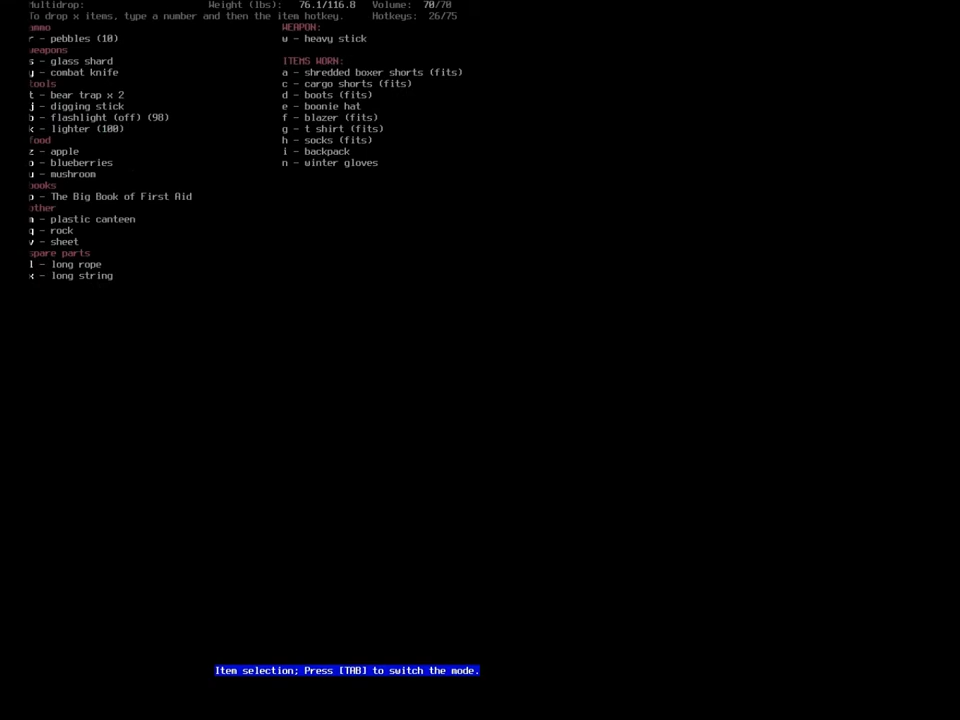 Multidrop: Weight (lbs): 76.1/116.8 Volume: 70/70
To drop x items, type a number and then the item hotkey. Hotkeys: 26/75
ammo
r - pebbles (10)
weapons
s - glass shard
y - combat knife
tools
t - bear trap x 2
j - digging stick
b - flashlight (off) (98)
k - lighter (100)
food
z - apple
o - blueberries
u - mushroom
books
p - The Big Book of First Aid
other
m - plastic canteen
q - rock
v - sheet
spare parts
l - long rope
x - long string
WEAPON:
w - heavy stick
ITEMS WORN:
a - shredded boxer shorts (fits)
c - cargo shorts (fits)
d - boots (fits)
e - boonie hat
f - blazer (fits)
g - t shirt (fits)
h - socks (fits)
i - backpack
n - winter gloves
Item selection; Press [TAB] to switch the mode.